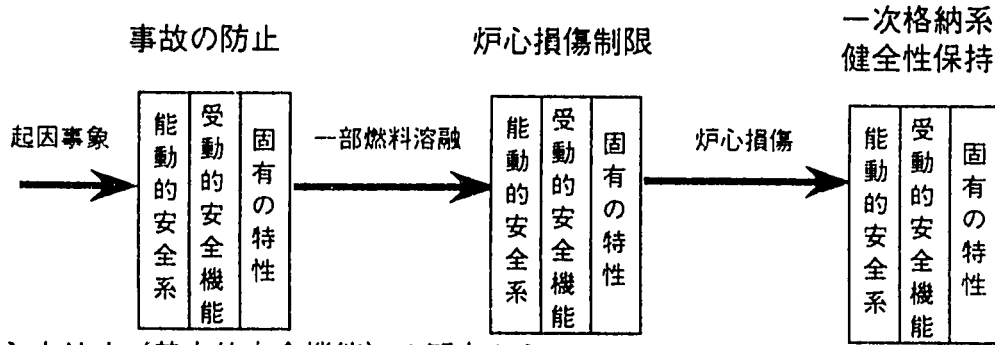 事故の防止
炉心損傷制限
一次格納系
健全性保持
起因事象
能動的安全系
受動的安全機能
固有の特性
一部燃料溶融
能動的安全系
受動的安全機能
固有の特性
炉心損傷
能動的安全系
受動的安全機能
固有の特性